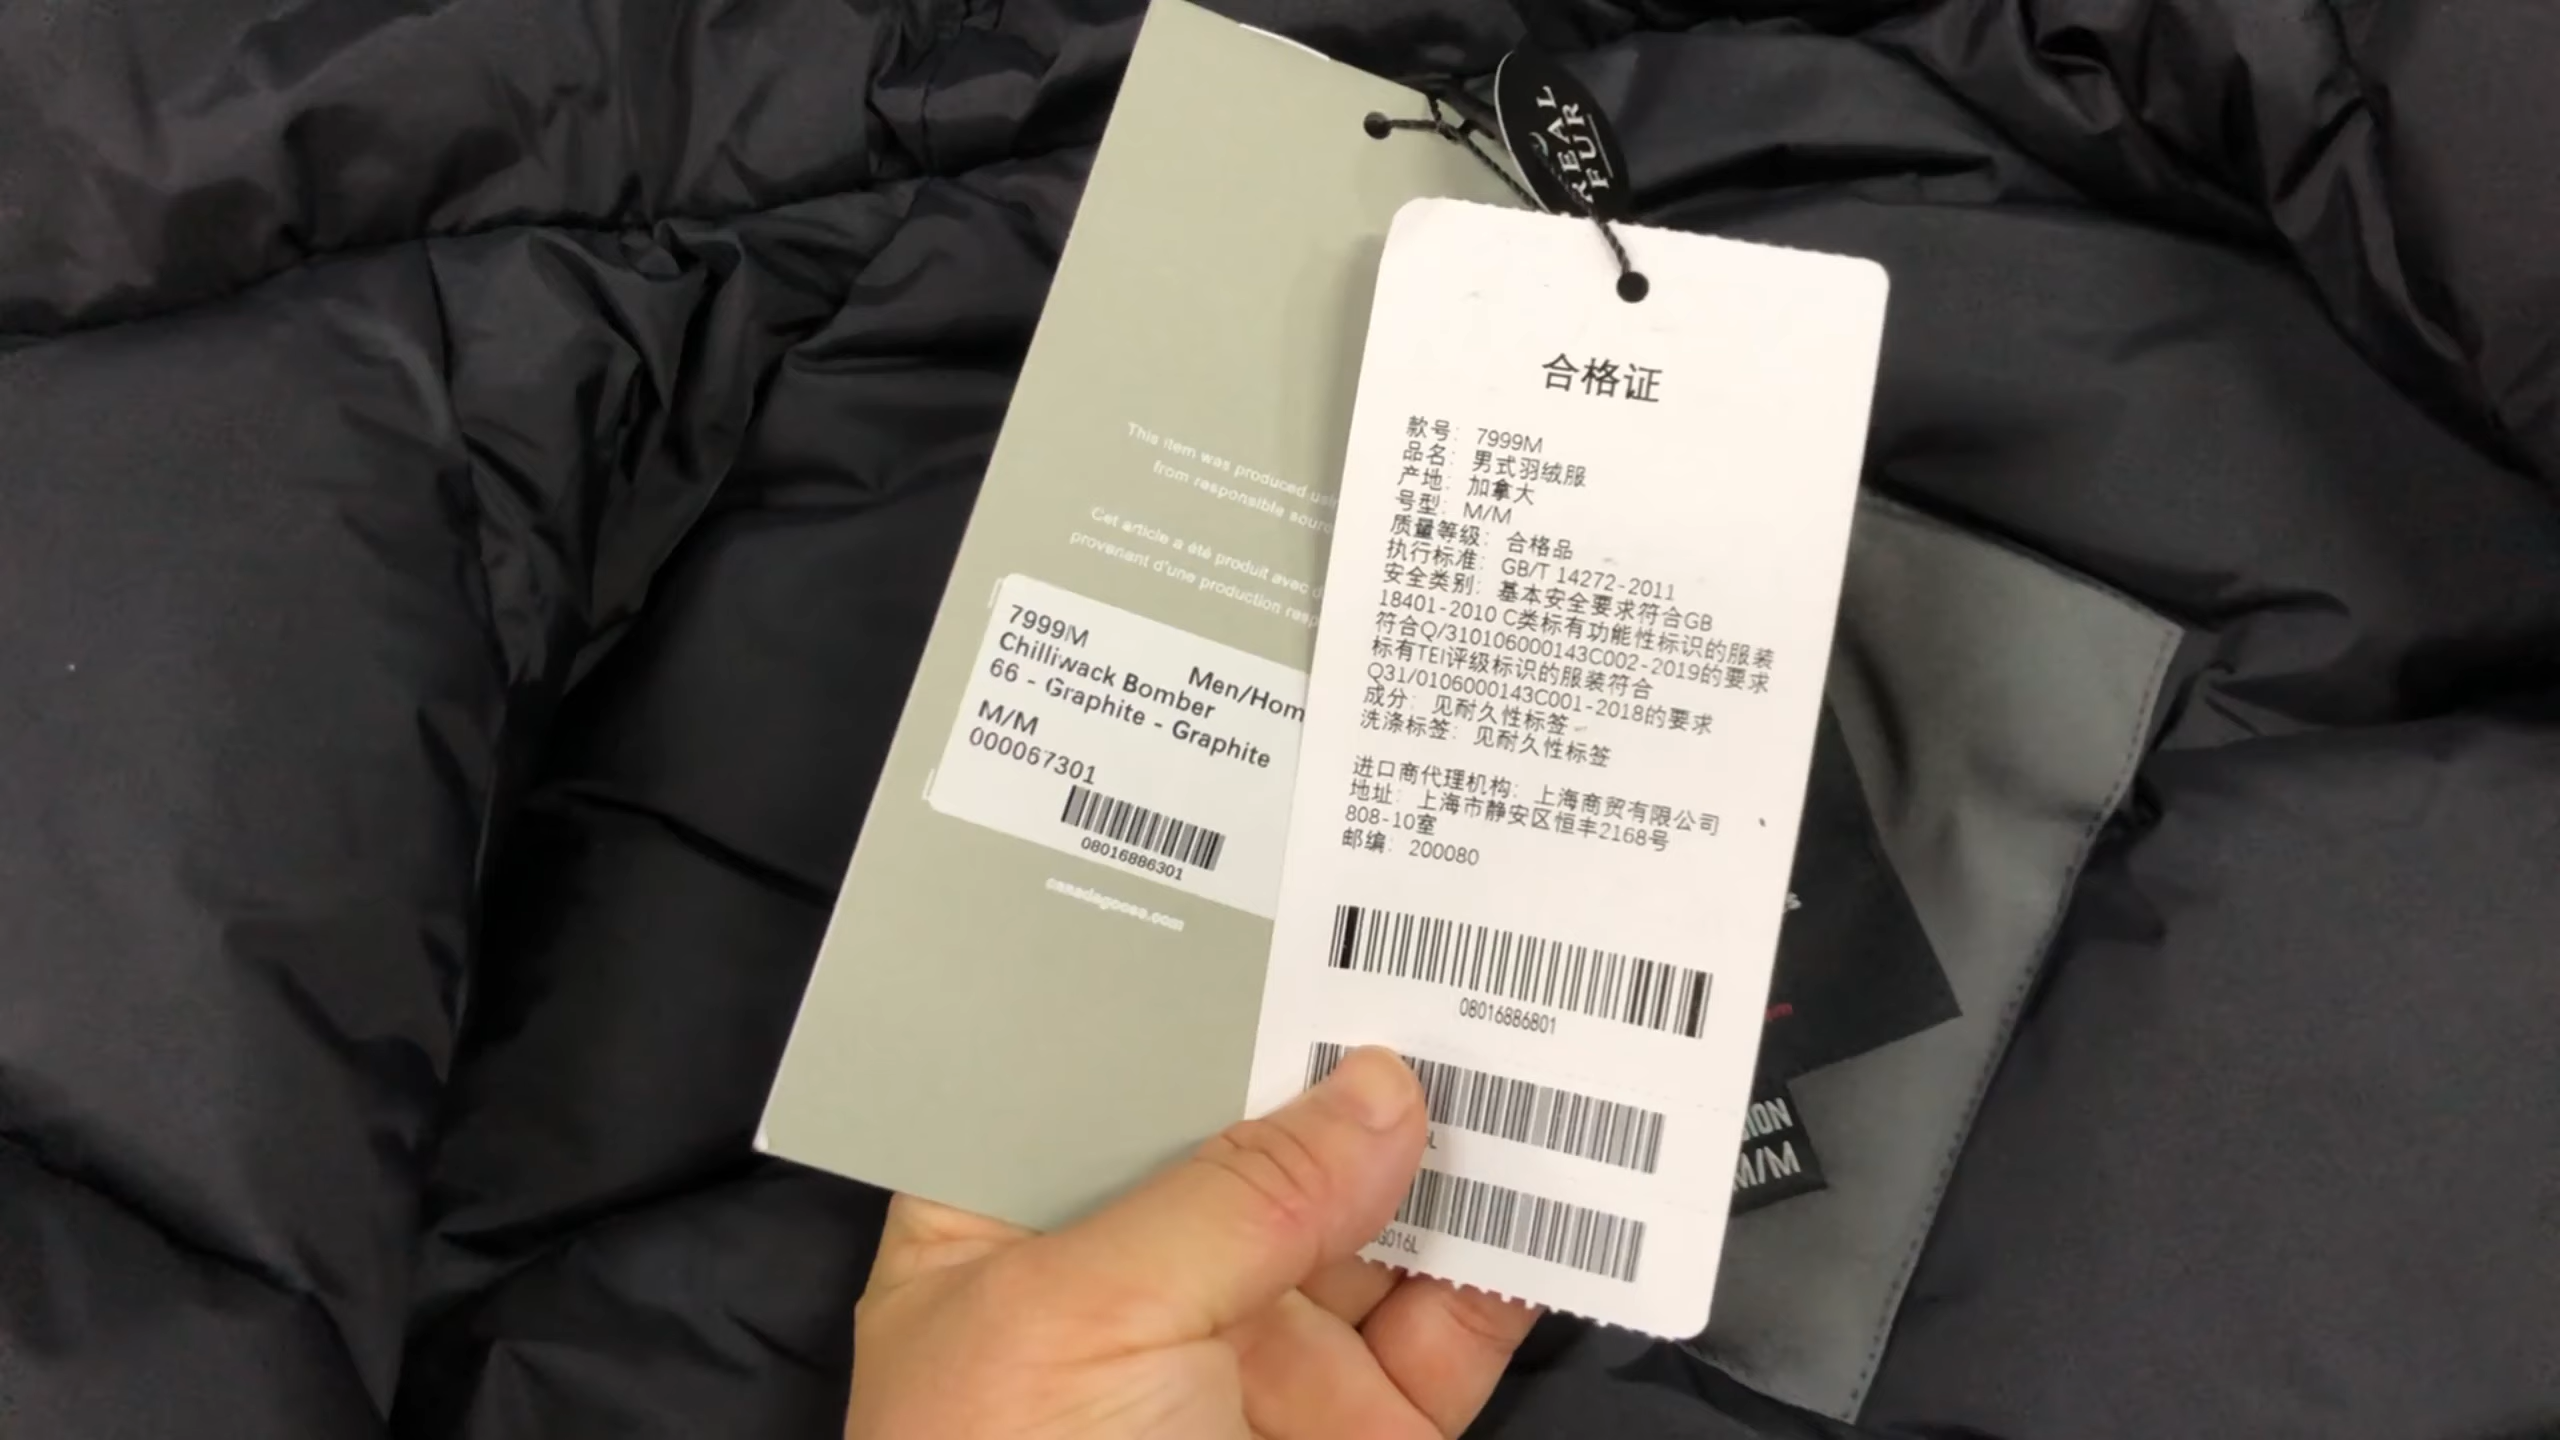 REAL
FUR
This item was produced
from responsible
Cet article a été produit avec
provenant d'une production
7999M
Men/Hom
Chilliwack Bomber
66 - Graphite - Graphite
M/M
000067301
08016886301
canadagoose.com
合格证
款号: 7999M
品名: 男式羽绒服
产地: 加拿大
号型: M/M
质量等级: 合格品
执行标准: GB/T 14272-2011
安全类别: 基本安全要求符合GB
18401-2010 C类标有功能性标识的服装
符合Q/3101060000143C002-2019的要求
标有TEI评级标识的服装符合
Q31/0106000143C001-2018的要求
成分: 见耐久性标签
洗涤标签: 见耐久性标签
进口商代理机构: 上海商贸有限公司
地址: 上海市静安区恒丰2168号
808-10室
邮编: 200080
08016886801
G016L
M/M